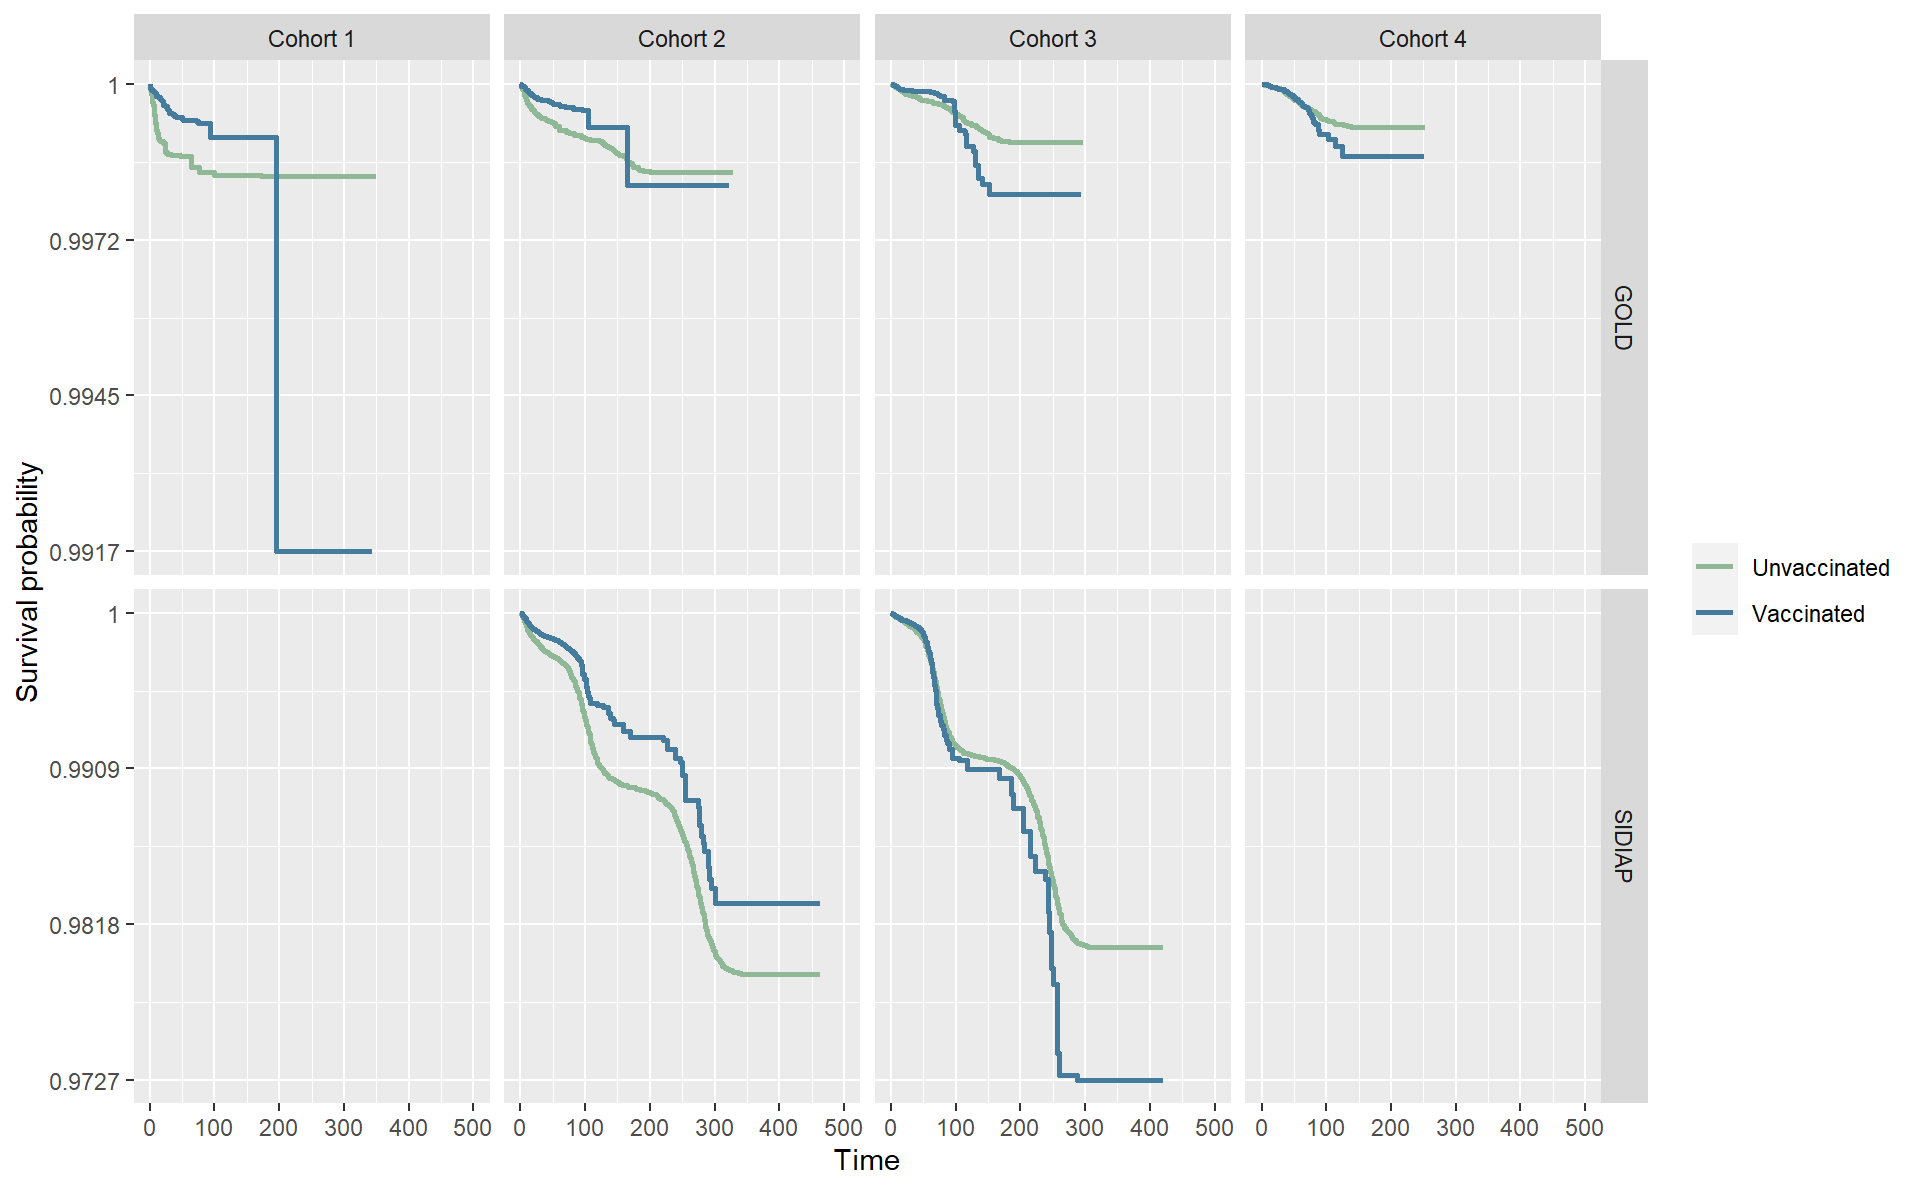 Cohort 1 Cohort 2 Cohort 3 Cohort 4
1
0.9972
0.9945
0.9917
GOLD
Survival probability
1
0.9909
0.9818
0.9727
SIDIAP
Unvaccinated
Vaccinated
0 100 200 300 400 500 0 100 200 300 400 500 0 100 200 300 400 500 0 100 200 300 400 500
Time